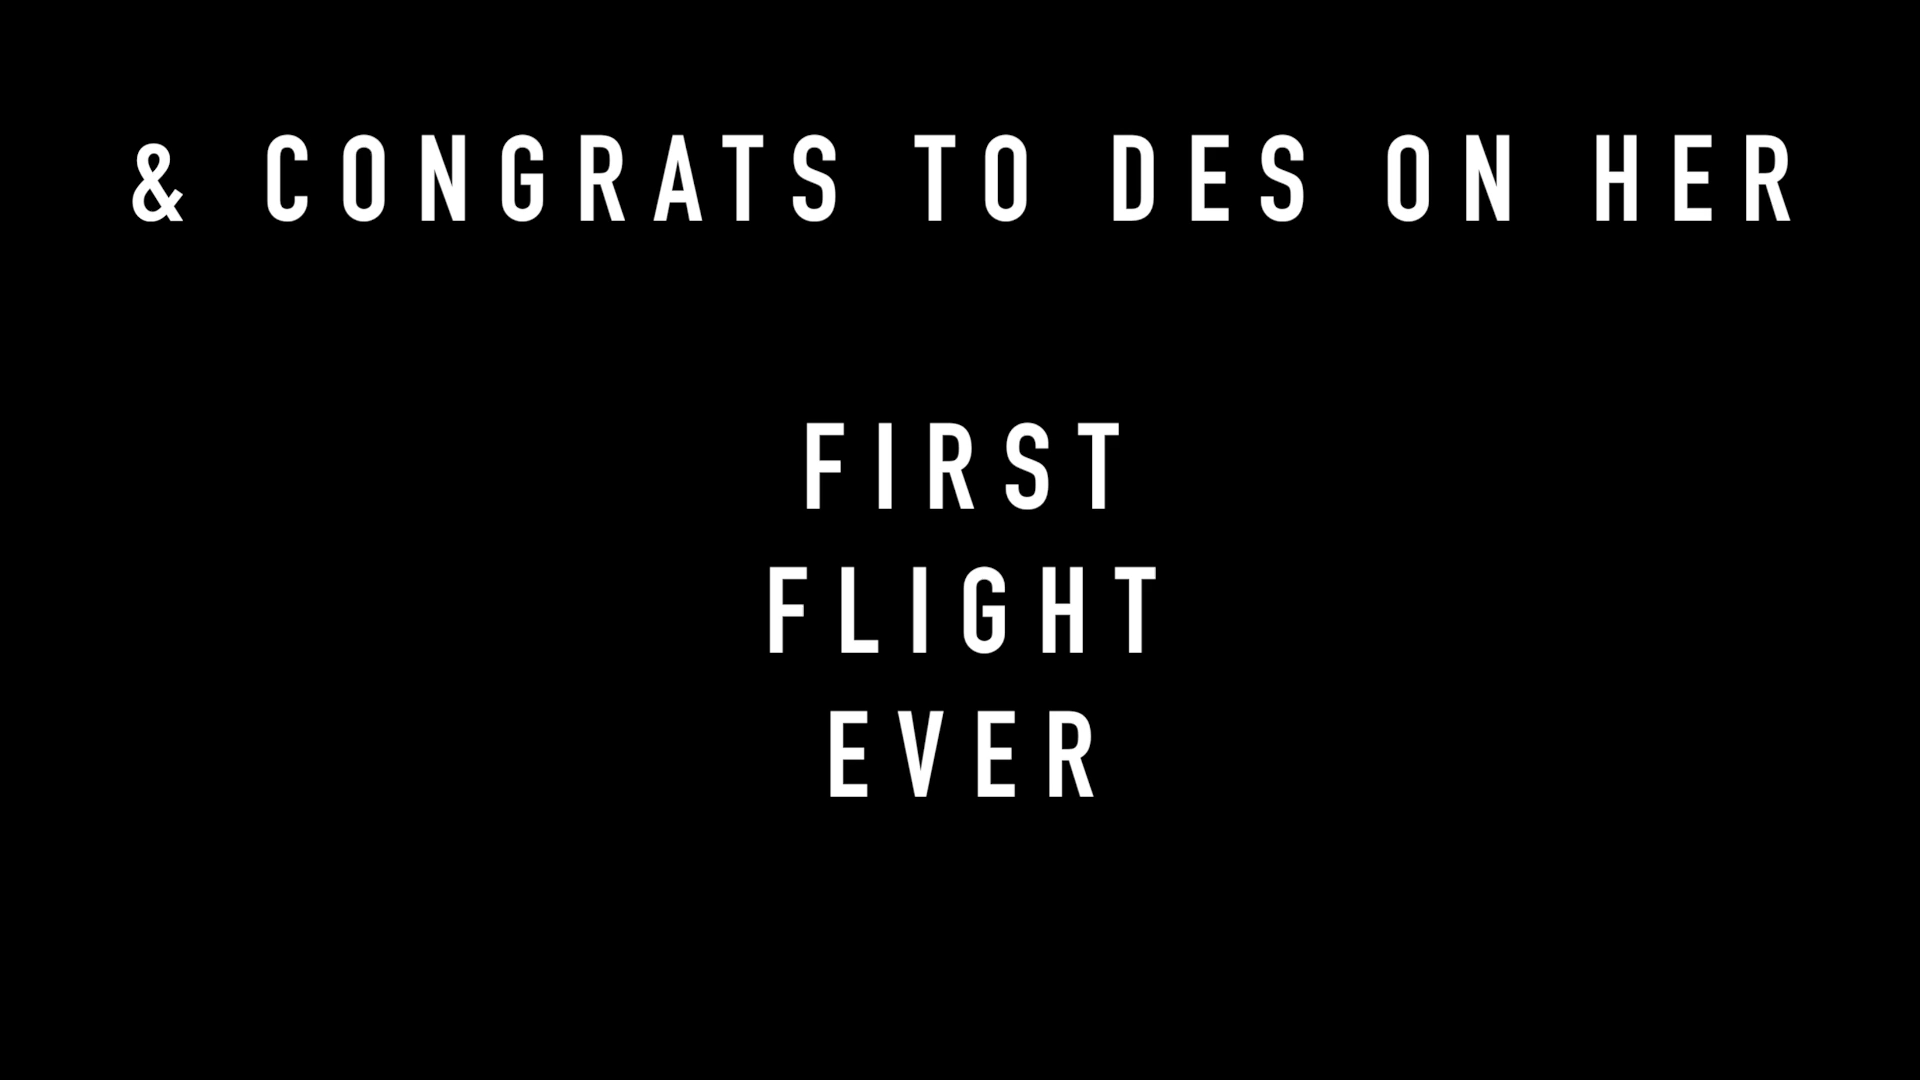 & CONGRATS TO DES ON HER
FIRST
FLIGHT
EVER